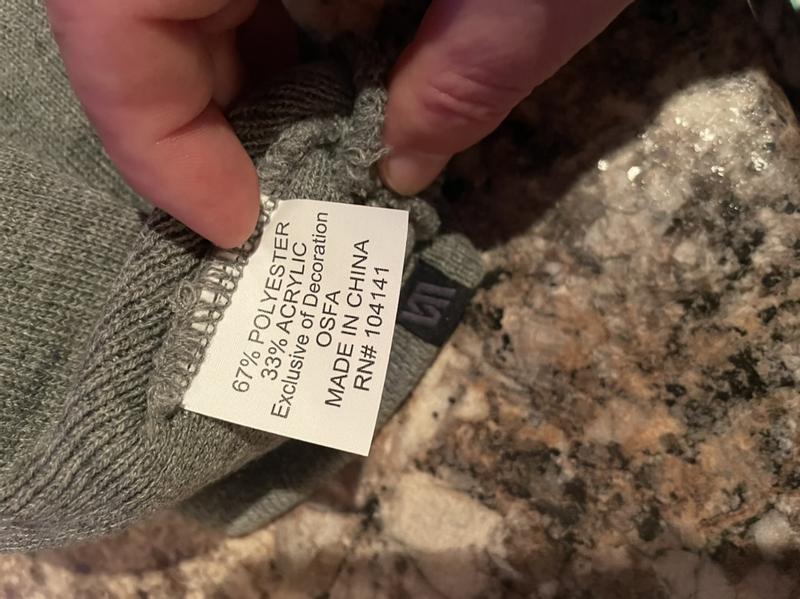 67% POLYESTER
33% ACRYLIC
Exclusive of Decoration
OSFA
MADE IN CHINA
RN# 104141